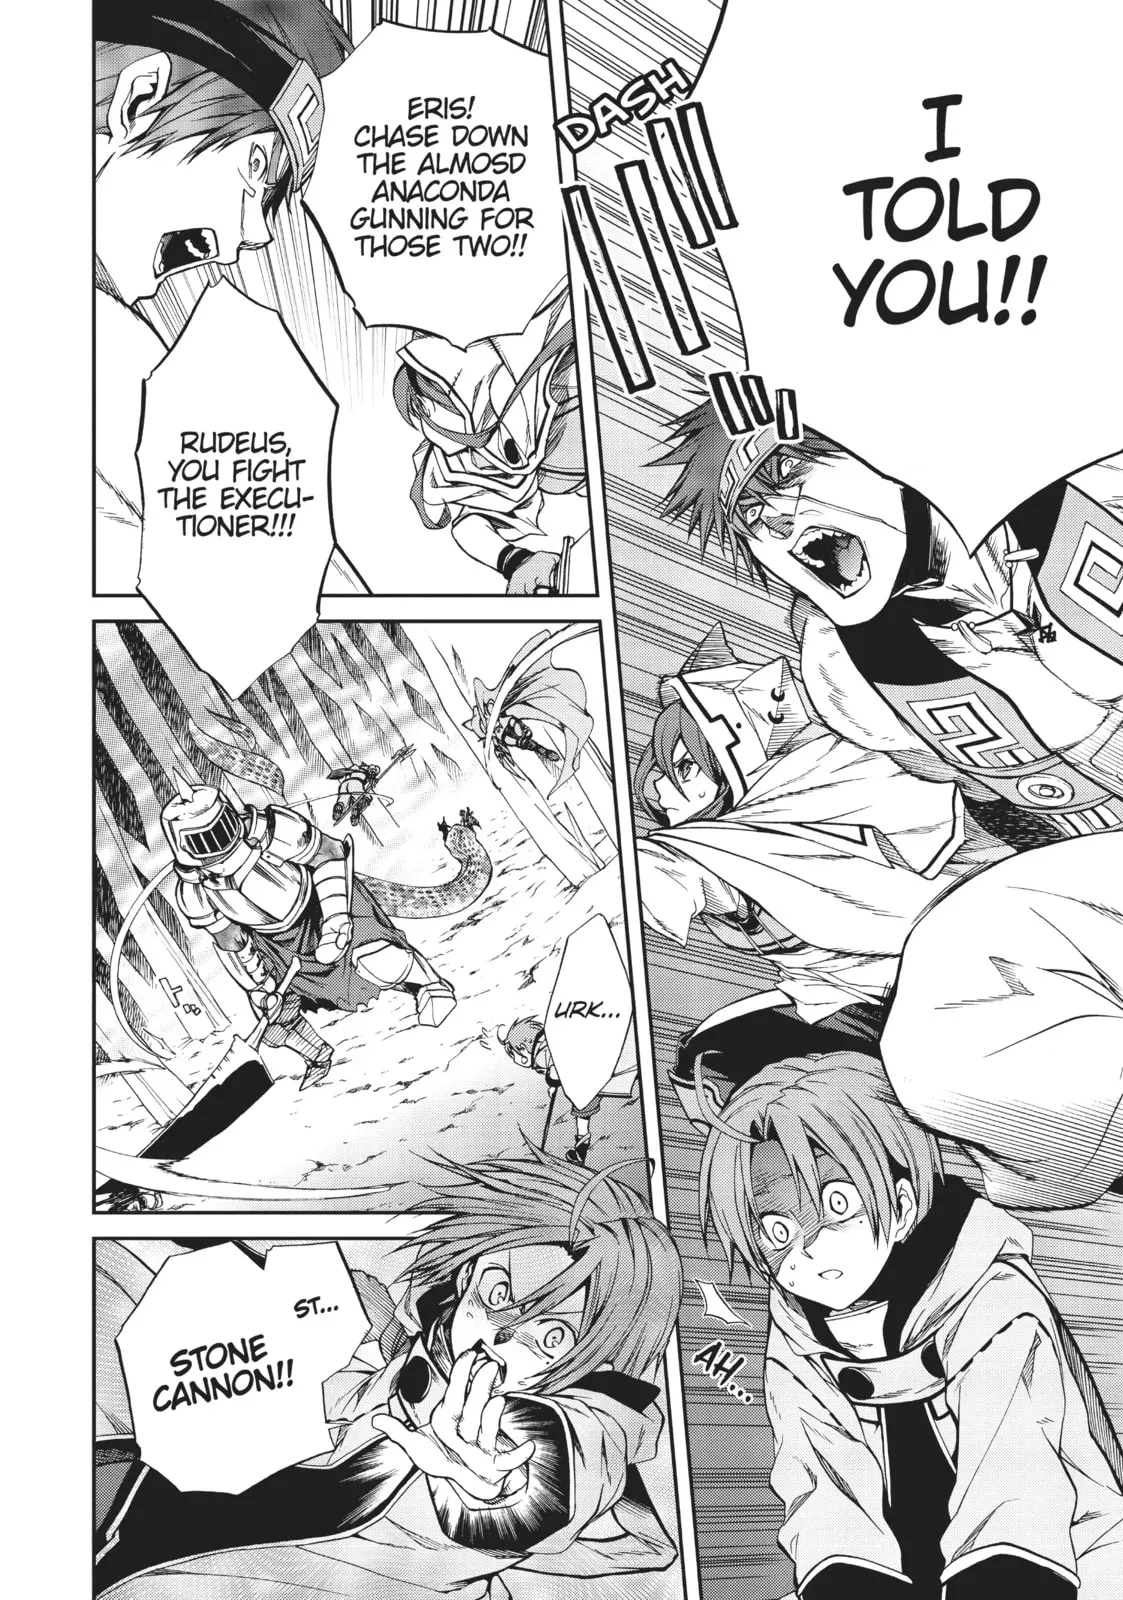 I
TOLD
YOU!!
DASH
AH...
ERIS!
CHASE DOWN
THE ALMOSD
ANACONDA
GUNNING FOR
THOSE TWO!!
RUDEUS,
YOU FIGHT
THE EXECU-
TIONER!!!
URK...
ST...
STONE
CANNON!!